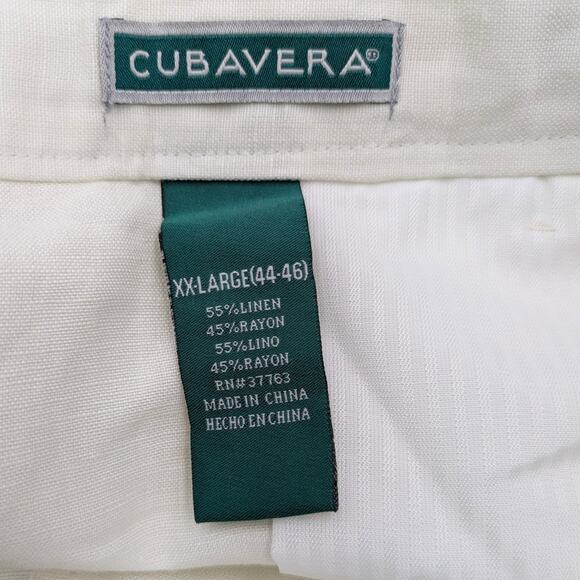 CUBAVERA®
XX-LARGE(44-46)
55%LINEN
45%RAYON
55%LINO
45%RAYON
RN#37763
MADE IN CHINA
HECHO EN CHINA